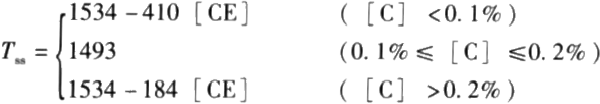 1534 - 410 [CE] ( [C] <0.1%)
T_ss = { 1493 (0.1%≤ [C] ≤0.2%)
1534 - 184 [CE] ( [C] >0.2%)